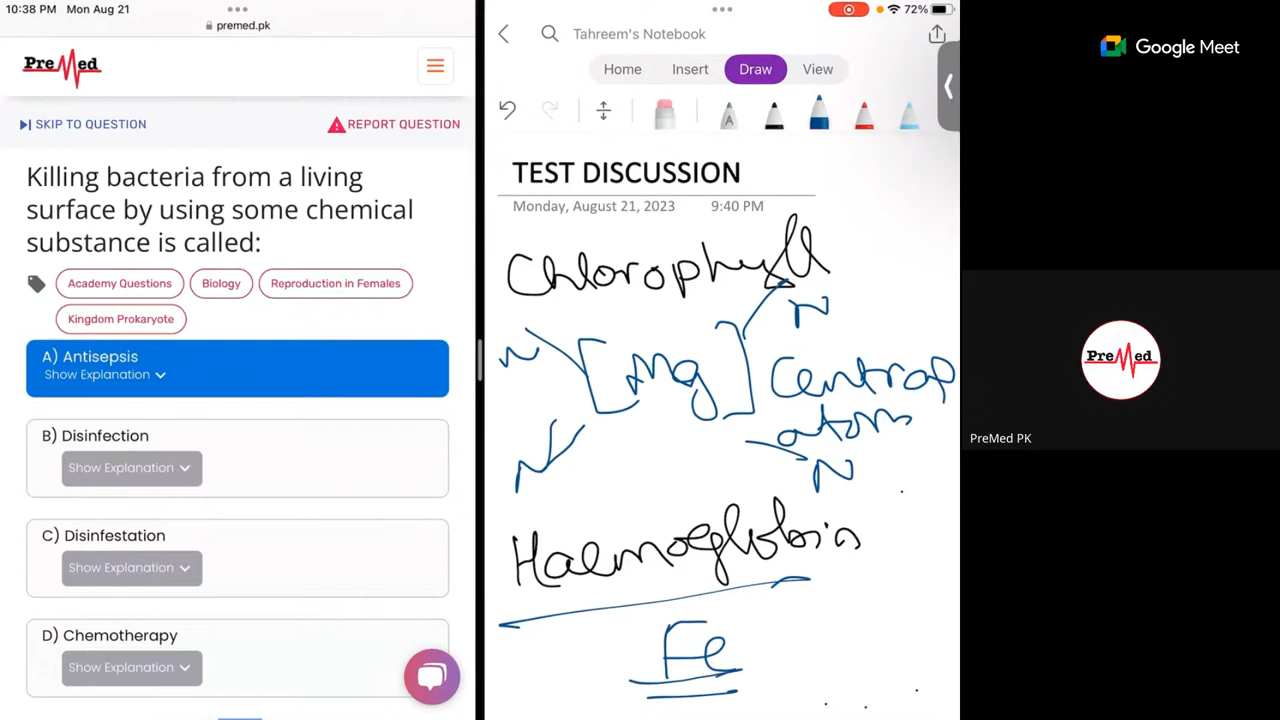 10:38 PM Mon Aug 21
premed.pk
PreMed
SKIP TO QUESTION
REPORT QUESTION
Killing bacteria from a living
surface by using some chemical
substance is called:
Academy Questions
Biology
Reproduction in Females
Kingdom Prokaryote
A) Antisepsis
Show Explanation
B) Disinfection
Show Explanation
C) Disinfestation
Show Explanation
D) Chemotherapy
Show Explanation
72%
Tahreem's Notebook
Home Insert Draw View
A
TEST DISCUSSION
Monday, August 21, 2023 9:40 PM
Chlorophyll
N
N [Mg] Central
atom
N
N
Haemoglobin
Fe
Google Meet
PreMed
PreMed PK